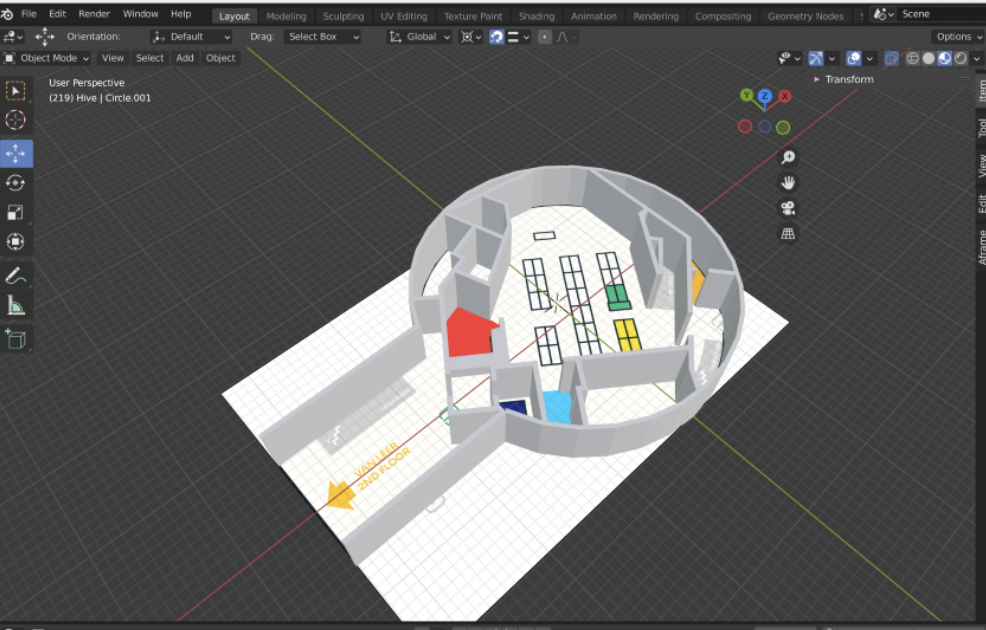 File Edit Render Window Help Layout Modeling Sculpting UV Editing Texture Paint Shading Animation Rendering Compositing Geometry Nodes Scene
Orientation: Default Drag: Select Box Global Options
Object Mode View Select Add Object
User Perspective
(219) Hive | Circle.001
Transform
Y Z X
Item
Tool
View
Edit
Aframe
VAN LEER
2ND FLOOR